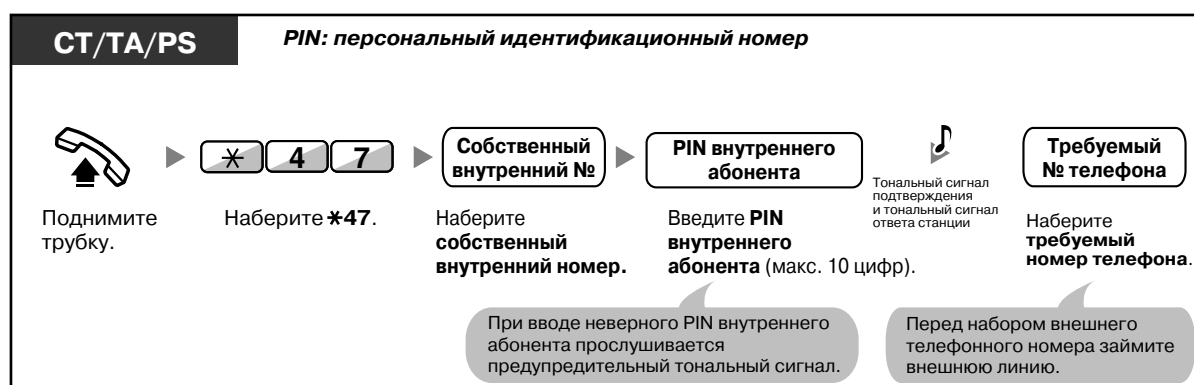 CT/TA/PS
PIN: персональный идентификационный номер
✳ 4 7
Собственный
внутренний №
PIN внутреннего
абонента
Тональный сигнал
подтверждения
и тональный сигнал
ответа станции
Требуемый
№ телефона
Поднимите
трубку.
Наберите ✳47.
Наберите
собственный
внутренний номер.
Введите PIN
внутреннего
абонента (макс. 10 цифр).
Наберите
требуемый
номер телефона.
При вводе неверного PIN внутреннего
абонента прослушивается
предупредительный тональный сигнал.
Перед набором внешнего
телефонного номера займите
внешнюю линию.